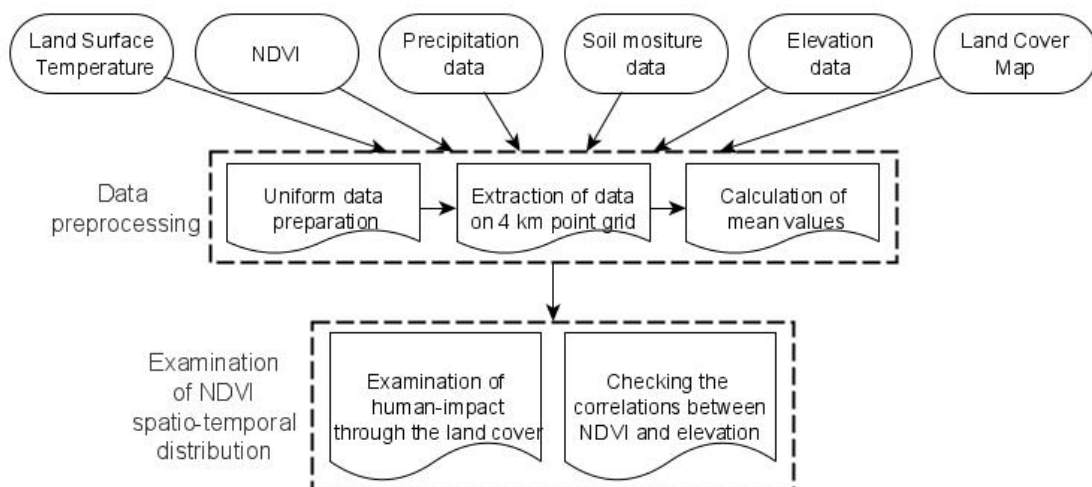 Land Surface
Temperature
NDVI
Precipitation
data
Soil mositure
data
Elevation
data
Land Cover
Map
Data
preprocessing
Uniform data
preparation
Extraction of data
on 4 km point grid
Calculation of
mean values
Examination
of NDVI
spatio-temporal
distribution
Examination of
human-impact
through the land cover
Checking the
correlations between
NDVI and elevation